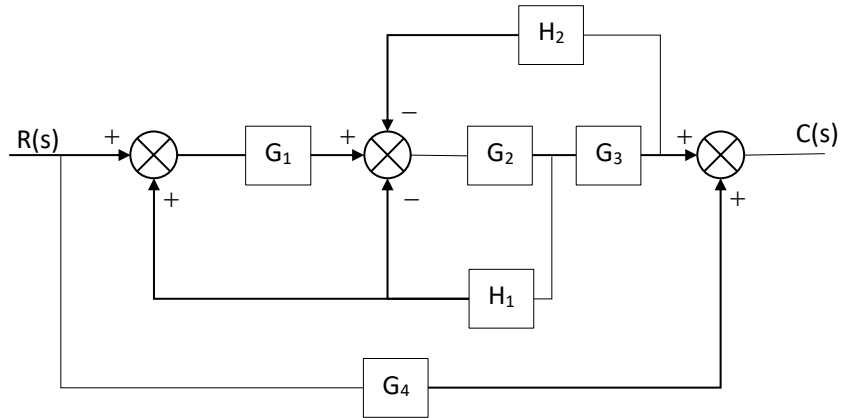 H₂
−
R(s) + G₁ + G₂ G₃ + C(s)
+ − +
H₁
G₄